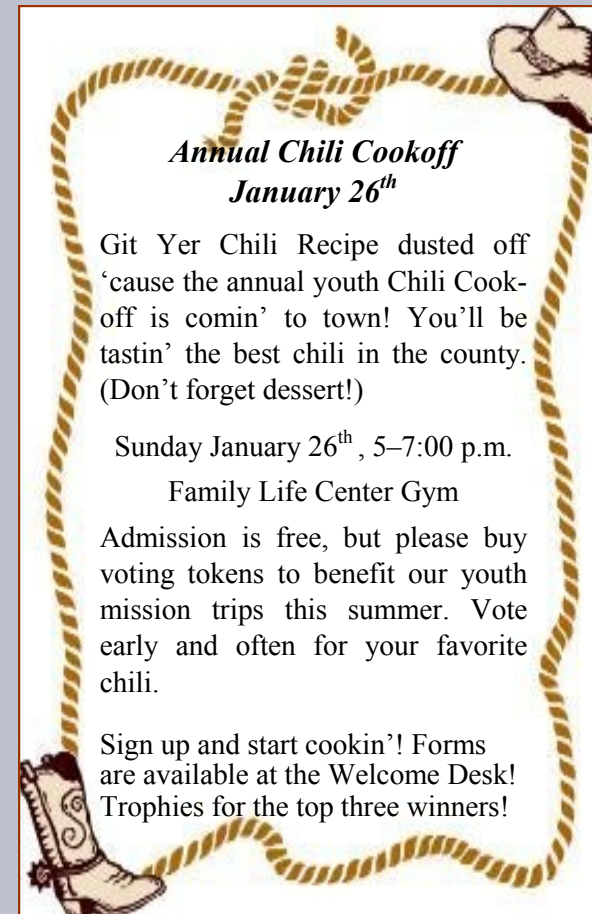 Annual Chili Cookoff
January 26th
Git Yer Chili Recipe dusted off
‘cause the annual youth Chili Cook-
off is comin’ to town! You’ll be
tastin’ the best chili in the county.
(Don’t forget dessert!)
Sunday January 26th , 5–7:00 p.m.
Family Life Center Gym
Admission is free, but please buy
voting tokens to benefit our youth
mission trips this summer. Vote
early and often for your favorite
chili.
Sign up and start cookin’! Forms
are available at the Welcome Desk!
Trophies for the top three winners!